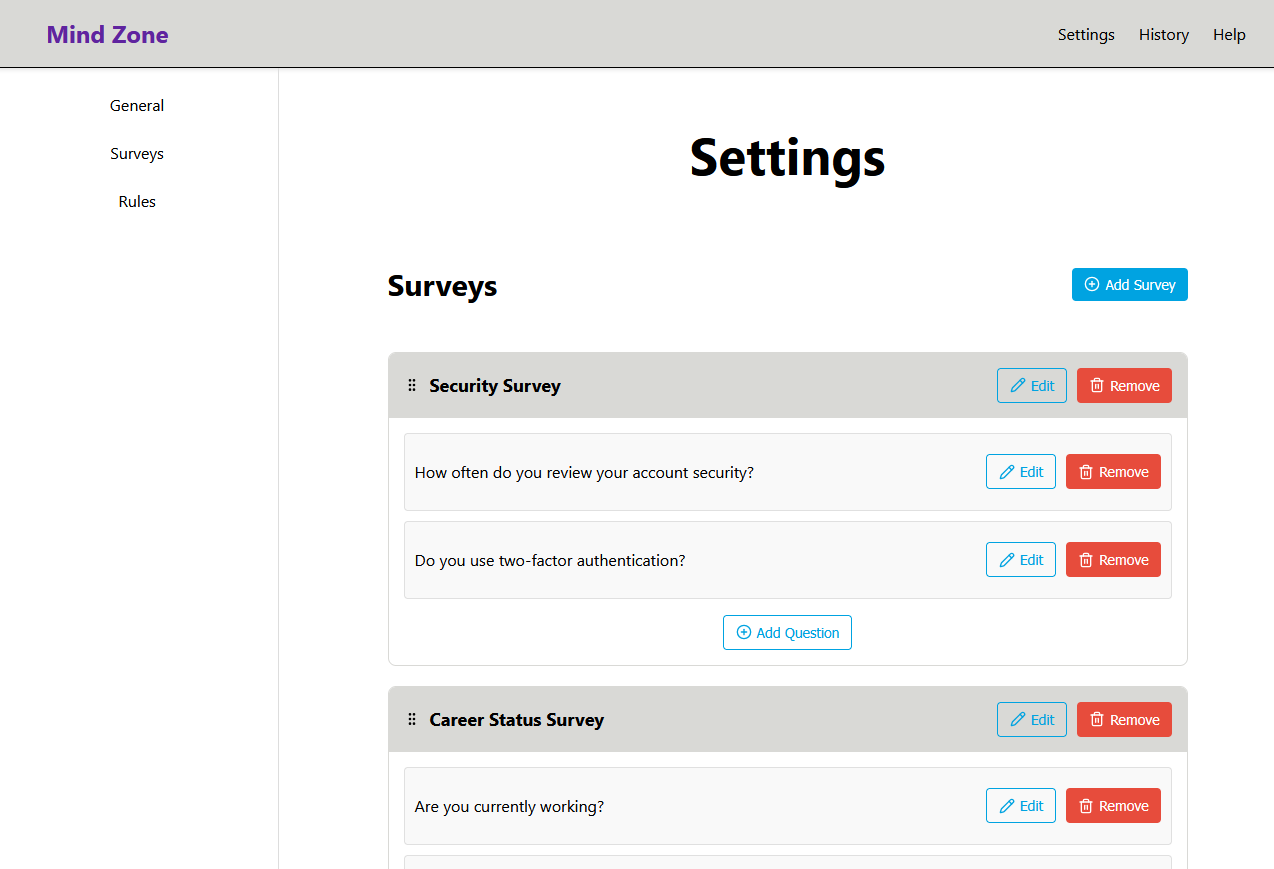 Mind Zone
Settings History Help
General
Surveys
Rules
Settings
Surveys
Add Survey
Security Survey
Edit Remove
How often do you review your account security?
Edit Remove
Do you use two-factor authentication?
Edit Remove
Add Question
Career Status Survey
Edit Remove
Are you currently working?
Edit Remove